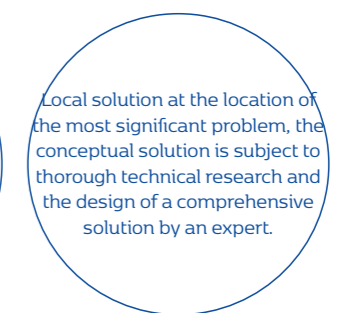 Local solution at the location of
the most significant problem, the
conceptual solution is subject to
thorough technical research and
the design of a comprehensive
solution by an expert.